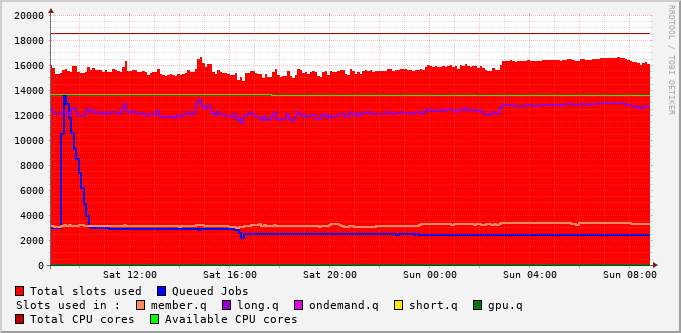 20000
18000
16000
14000
12000
10000
8000
6000
4000
2000
0
Sat 12:00 Sat 16:00 Sat 20:00 Sun 00:00 Sun 04:00 Sun 08:00
Total slots used Queued Jobs
Slots used in : member.q long.q ondemand.q short.q gpu.q
Total CPU cores Available CPU cores
RRDTOOL / TOBI OETIKER